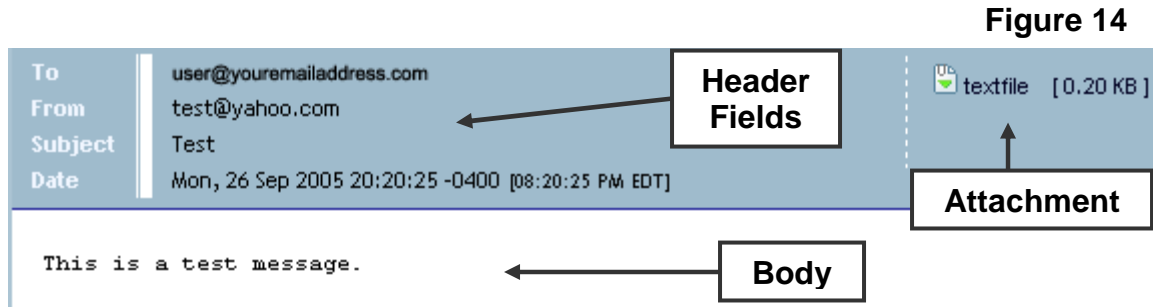 Figure 14
To user@youremailaddress.com
From test@yahoo.com
Subject Test
Date Mon, 26 Sep 2005 20:20:25 -0400 [08:20:25 PM EDT]
Header
Fields
textfile [ 0.20 KB ]
Attachment
This is a test message.
Body